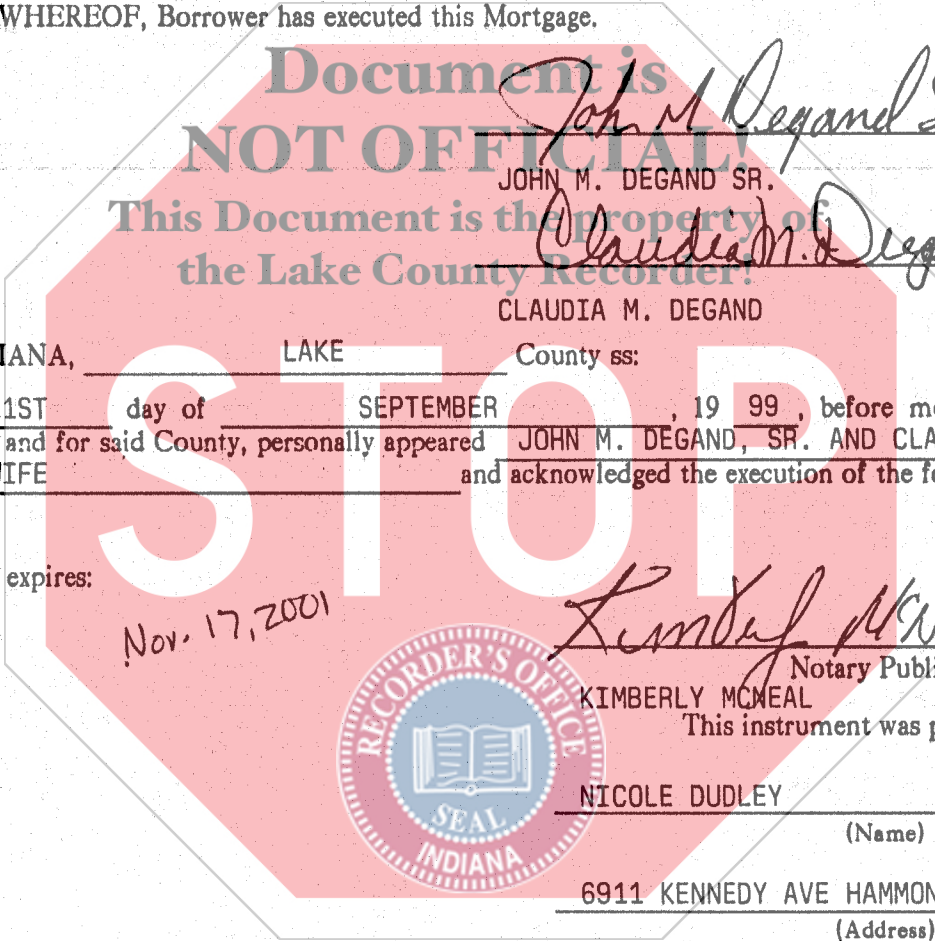 WHEREOF, Borrower has executed this Mortgage.
Document is
NOT OFFICIAL!
John M Degand S
JOHN M. DEGAND SR.
This Document is the property of
Claudia M. Dega
the Lake County Recorder!
CLAUDIA M. DEGAND
IANA, LAKE County ss:
1ST day of SEPTEMBER , 19 99 , before me
and for said County, personally appeared JOHN M. DEGAND, SR. AND CLA
IFE and acknowledged the execution of the fo
STOP
expires:
Nov. 17, 2001
Notary Publi
KIMBERLY MCNEAL
This instrument was p
RECORDER'S OFFICE
SEAL
INDIANA
NICOLE DUDLEY
(Name)
6911 KENNEDY AVE HAMMON
(Address)